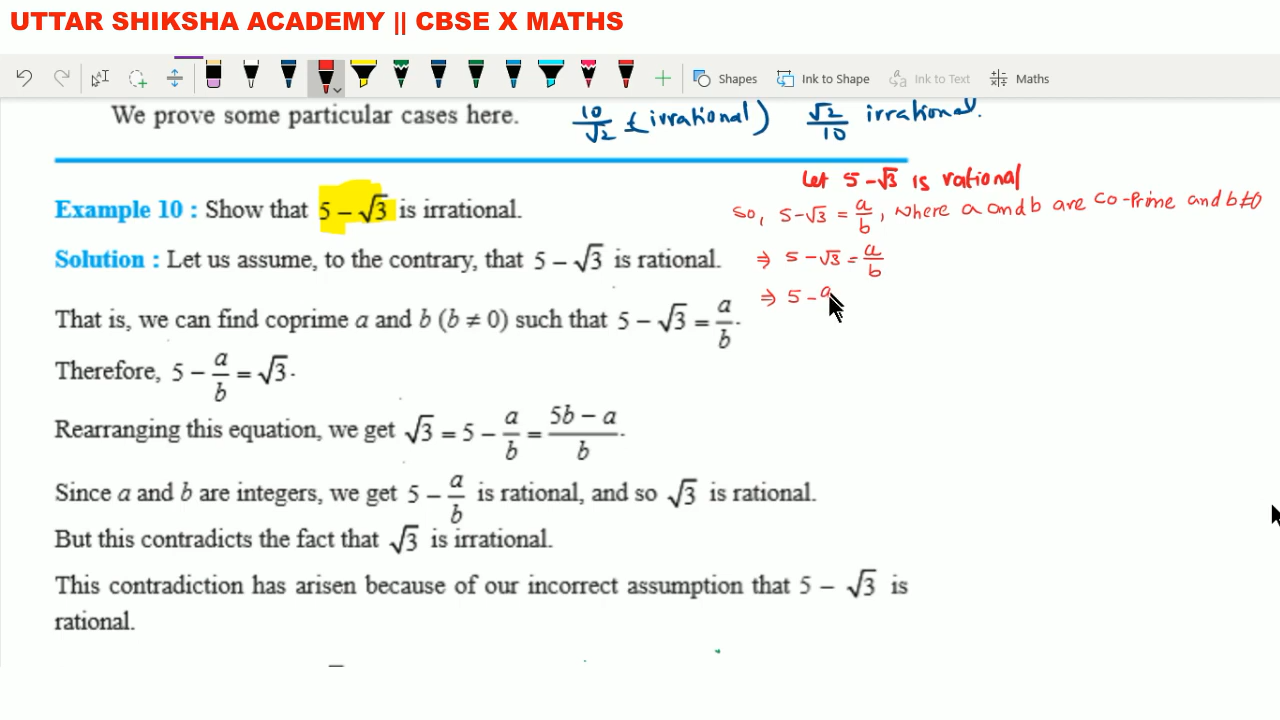 UTTAR SHIKSHA ACADEMY || CBSE X MATHS
Shapes Ink to Shape Ink to Text Maths
We prove some particular cases here. 10/√2 (irrational) √2/10 irrational.
Let 5-√3 is rational
Example 10 : Show that 5 – √3 is irrational.
So, 5-√3 = a/b, where a and b are co-Prime and b≠0
Solution : Let us assume, to the contrary, that 5 – √3 is rational.
⇒ 5-√3 = a/b
⇒ 5-a
That is, we can find coprime a and b (b ≠ 0) such that 5 – √3 = a/b.
Therefore, 5 – a/b = √3.
Rearranging this equation, we get √3 = 5 – a/b = (5b – a)/b.
Since a and b are integers, we get 5 – a/b is rational, and so √3 is rational.
But this contradicts the fact that √3 is irrational.
This contradiction has arisen because of our incorrect assumption that 5 – √3 is
rational.